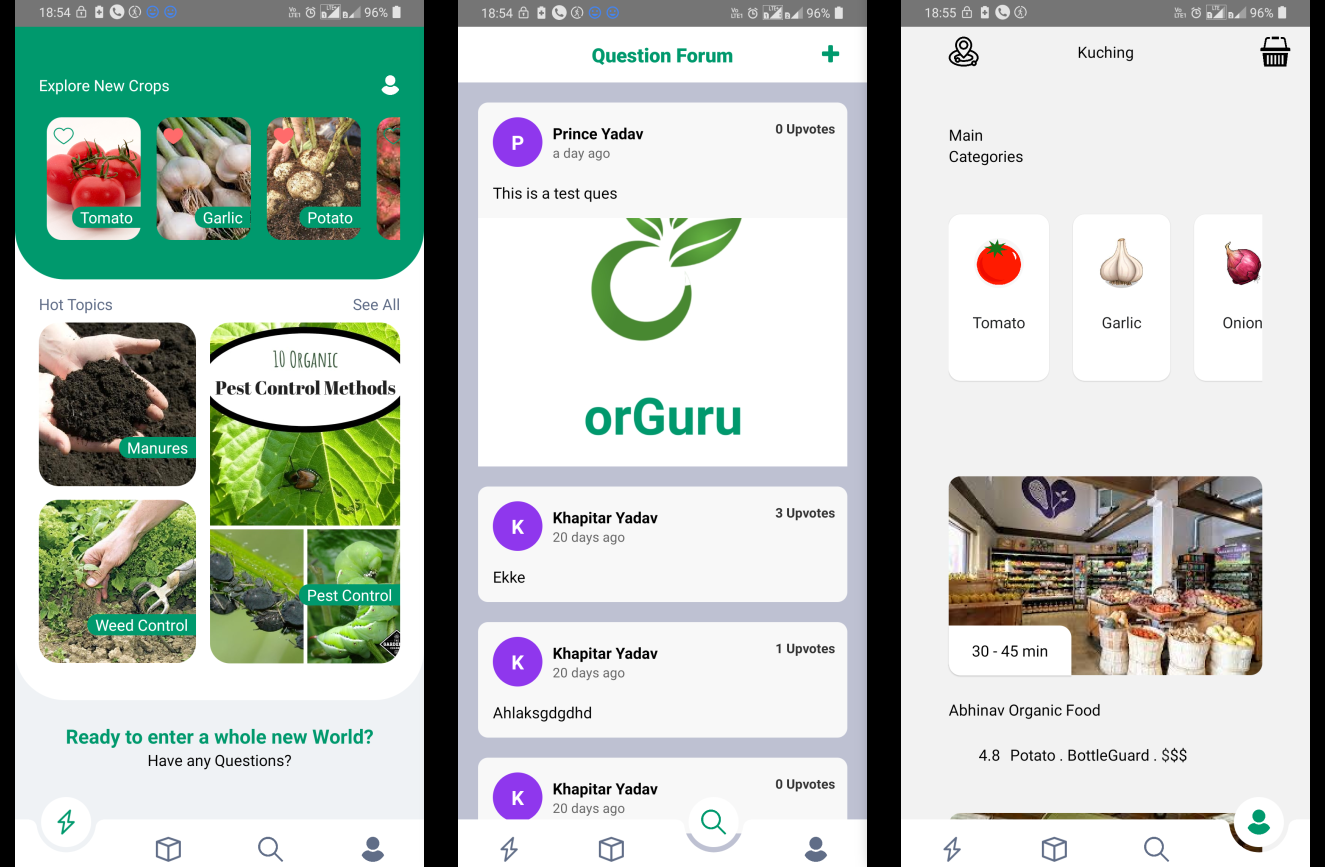 18:54
96%
Explore New Crops
Tomato
Garlic
Potato
Hot Topics
See All
Manures
10 Organic
Pest Control Methods
Weed Control
Pest Control
Ready to enter a whole new World?
Have any Questions?
18:54
96%
Question Forum
P
Prince Yadav
a day ago
0 Upvotes
This is a test ques
orGuru
K
Khapitar Yadav
20 days ago
3 Upvotes
Ekke
K
Khapitar Yadav
20 days ago
1 Upvotes
Ahlaksgdgdhd
K
Khapitar Yadav
20 days ago
0 Upvotes
18:55
96%
Kuching
Main
Categories
Tomato
Garlic
Onion
30 - 45 min
Abhinav Organic Food
4.8 Potato . BottleGuard . $$$